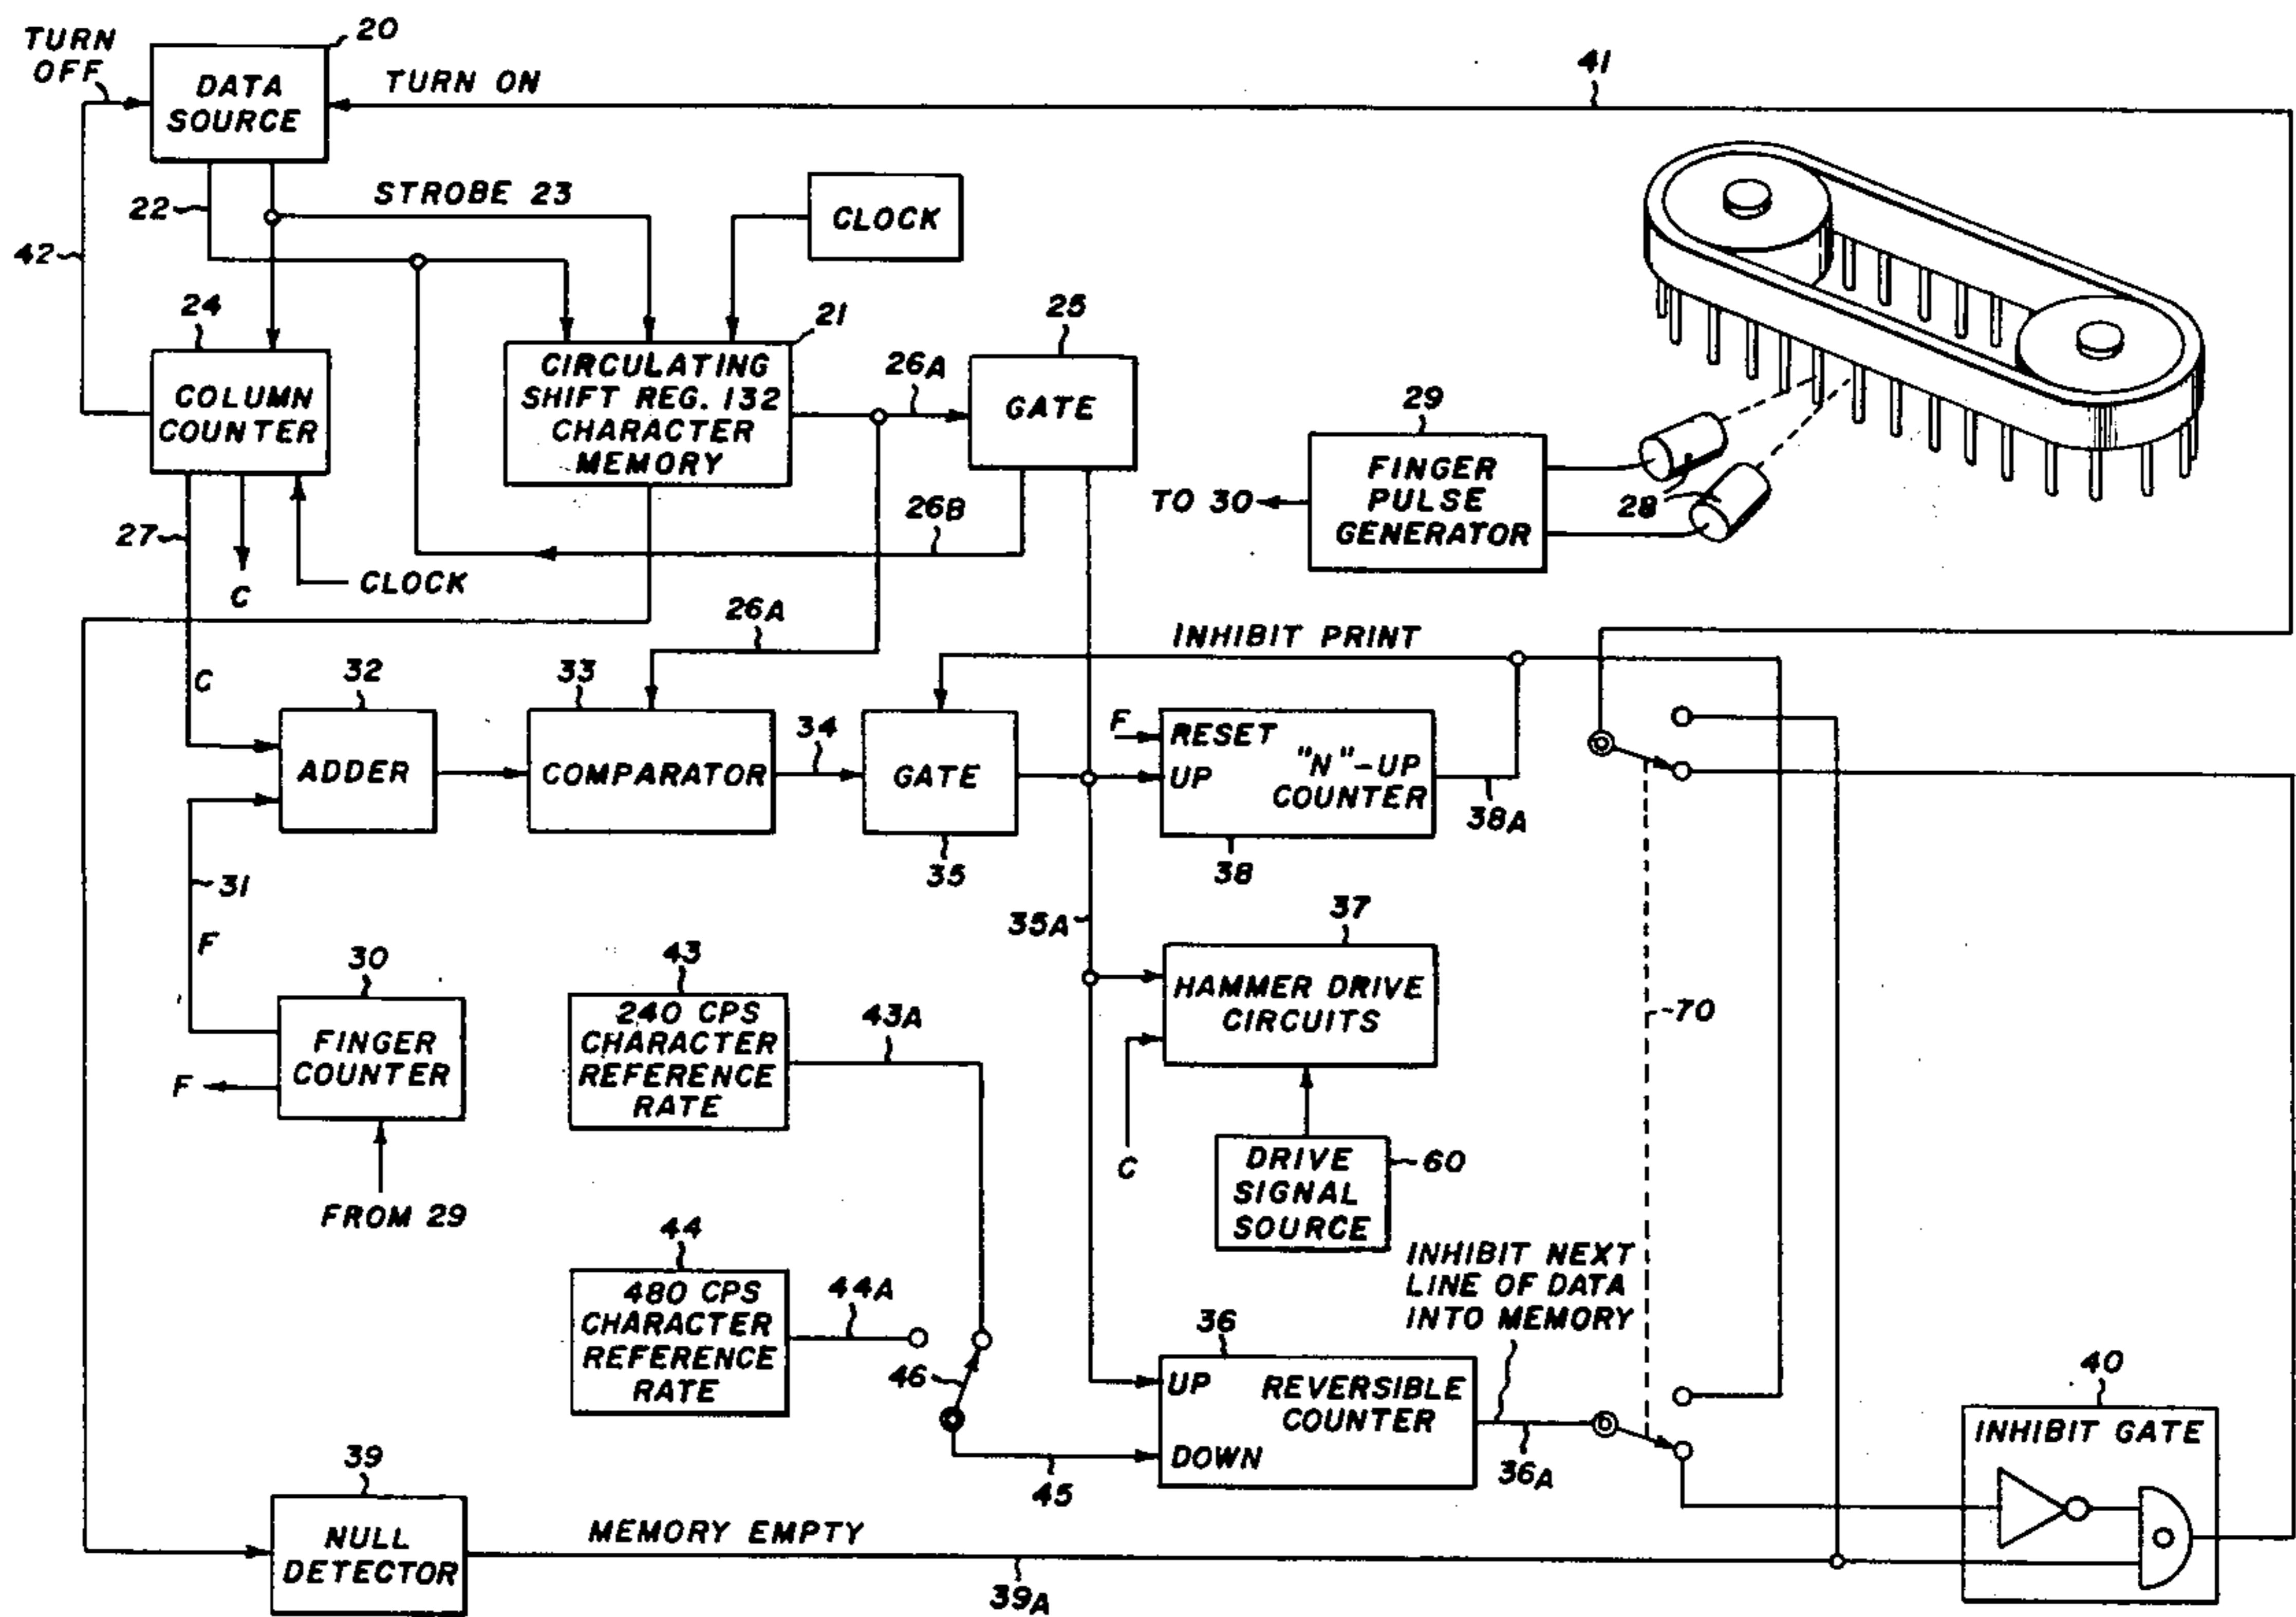 TURN
OFF
20
DATA
SOURCE
TURN ON
41
22
STROBE 23
CLOCK
42
24
COLUMN
COUNTER
21
CIRCULATING
SHIFT REG. 132
CHARACTER
MEMORY
26A
25
GATE
29
FINGER
PULSE
GENERATOR
28
TO 30
27
C
CLOCK
26B
26A
INHIBIT PRINT
C
32
ADDER
33
COMPARATOR
34
GATE
35
F
RESET
UP
"N"-UP
COUNTER
38
38A
31
F
30
FINGER
COUNTER
F
FROM 29
43
240 CPS
CHARACTER
REFERENCE
RATE
43A
35A
37
HAMMER DRIVE
CIRCUITS
C
DRIVE
SIGNAL
SOURCE
60
70
44
480 CPS
CHARACTER
REFERENCE
RATE
44A
46
45
36
UP
REVERSIBLE
COUNTER
DOWN
INHIBIT NEXT
LINE OF DATA
INTO MEMORY
36A
40
INHIBIT GATE
39
NULL
DETECTOR
MEMORY EMPTY
39A